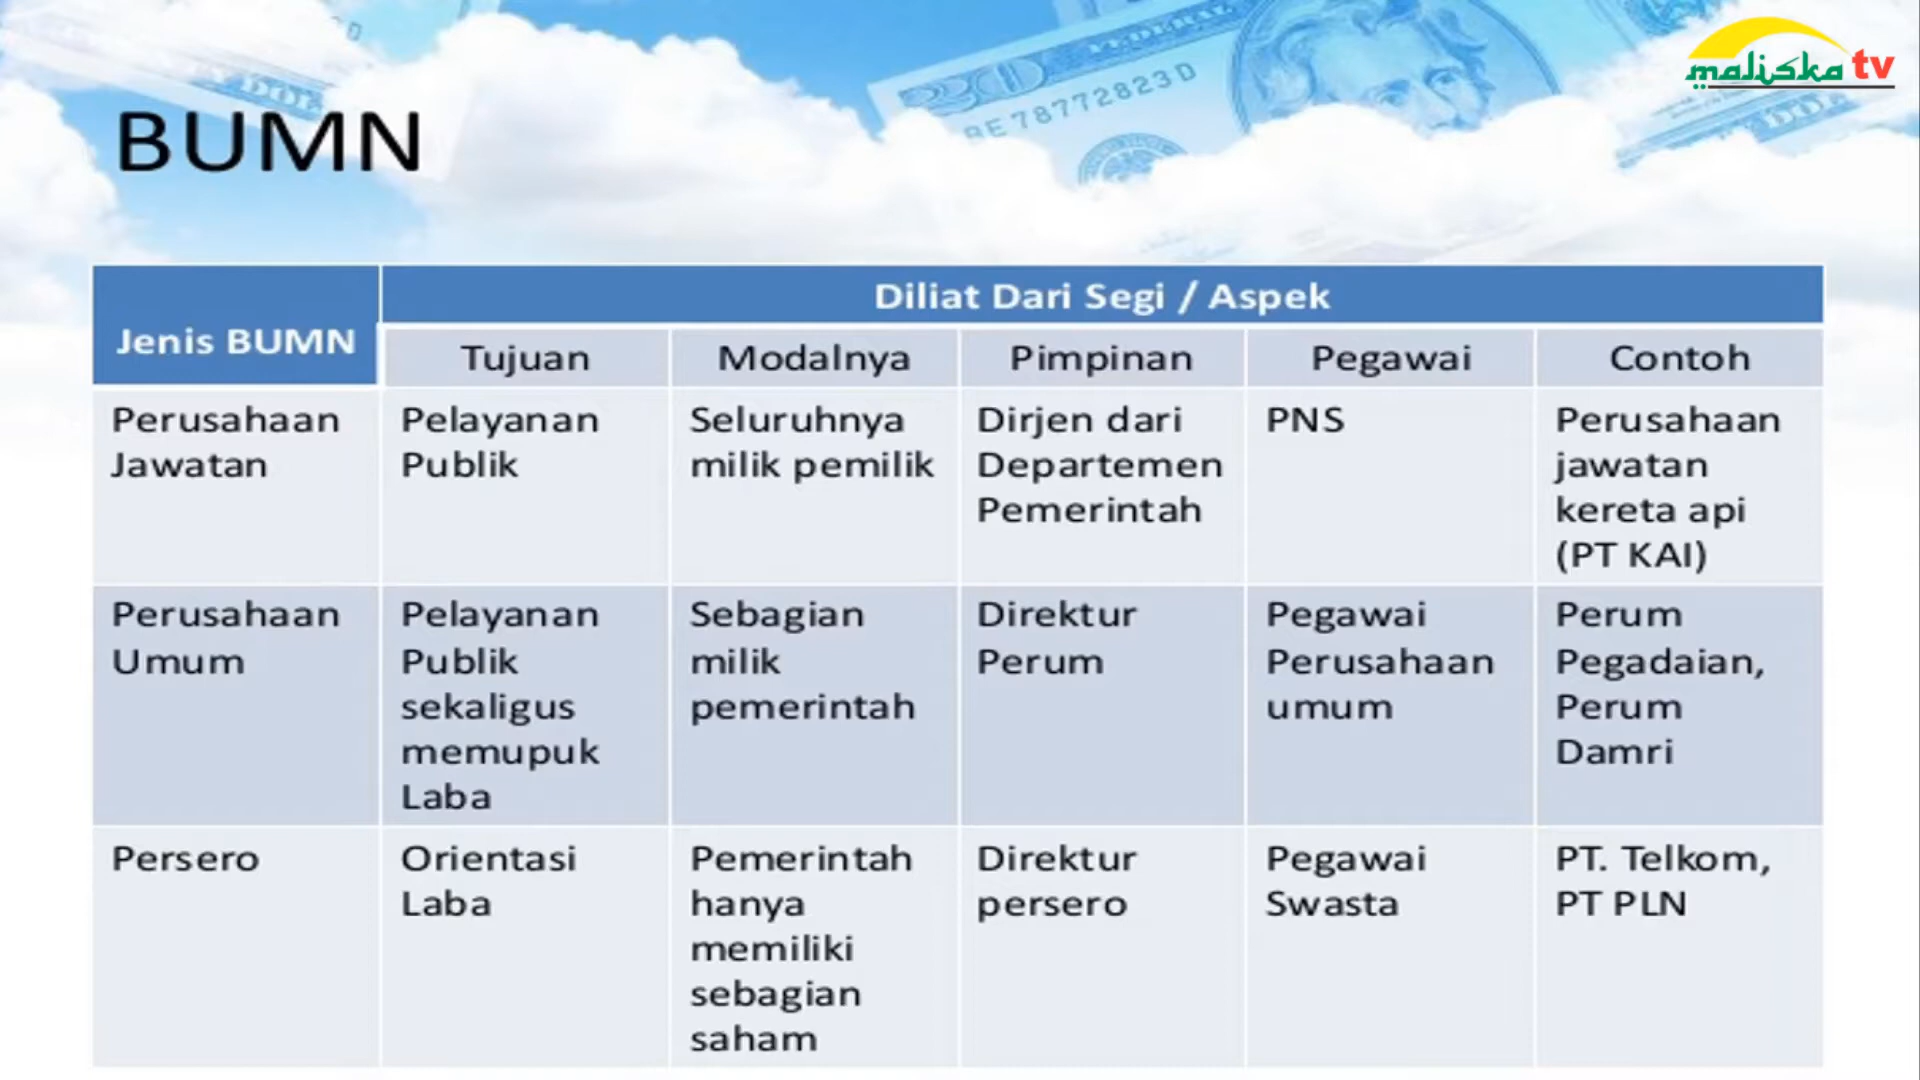 maliska tv
BE78772823D
BUMN
Jenis BUMN
Diliat Dari Segi / Aspek
Tujuan
Modalnya
Pimpinan
Pegawai
Contoh
Perusahaan
Jawatan
Pelayanan
Publik
Seluruhnya
milik pemilik
Dirjen dari
Departemen
Pemerintah
PNS
Perusahaan
jawatan
kereta api
(PT KAI)
Perusahaan
Umum
Pelayanan
Publik
sekaligus
memupuk
Laba
Sebagian
milik
pemerintah
Direktur
Perum
Pegawai
Perusahaan
umum
Perum
Pegadaian,
Perum
Damri
Persero
Orientasi
Laba
Pemerintah
hanya
memiliki
sebagian
saham
Direktur
persero
Pegawai
Swasta
PT. Telkom,
PT PLN